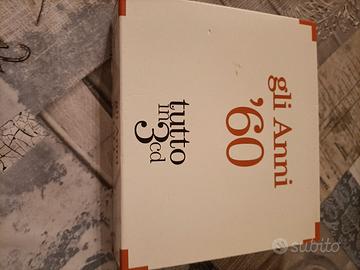 gli Anni
'60
tutto
In
3cd
subito